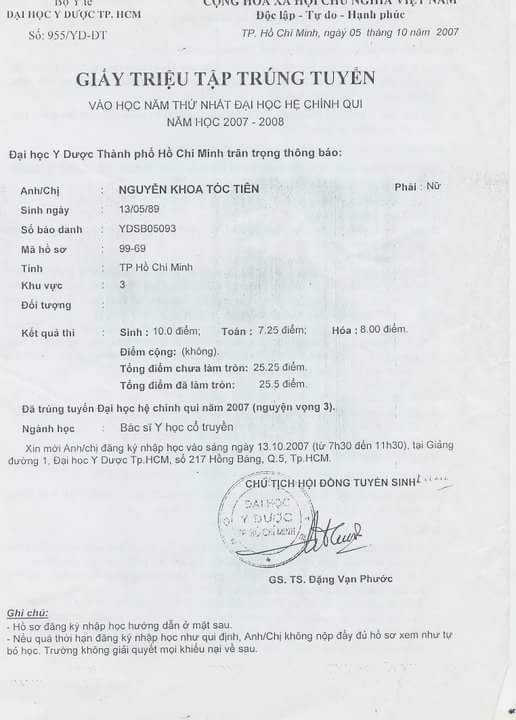 BỘ Y TẾ
CỘNG HÒA XÃ HỘI CHỦ NGHĨA VIỆT NAM
ĐẠI HỌC Y DƯỢC TP. HCM
Độc lập - Tự do - Hạnh phúc
Số: 955/YD-ĐT
TP. Hồ Chí Minh, ngày 05 tháng 10 năm 2007
GIẤY TRIỆU TẬP TRÚNG TUYỂN
VÀO HỌC NĂM THỨ NHẤT ĐẠI HỌC HỆ CHÍNH QUI
NĂM HỌC 2007 - 2008
Đại học Y Dược Thành phố Hồ Chí Minh trân trọng thông báo:
Anh/Chị : NGUYỄN KHOA TÓC TIÊN Phái : Nữ
Sinh ngày : 13/05/89
Số báo danh : YDSB05093
Mã hồ sơ : 99-69
Tỉnh : TP Hồ Chí Minh
Khu vực : 3
Đối tượng :
Kết quả thi : Sinh : 10.0 điểm; Toán : 7.25 điểm; Hóa : 8.00 điểm.
Điểm cộng: (không).
Tổng điểm chưa làm tròn: 25.25 điểm.
Tổng điểm đã làm tròn: 25.5 điểm.
Đã trúng tuyển Đại học hệ chính qui năm 2007 (nguyện vọng 3).
Ngành học : Bác sĩ Y học cổ truyền
Xin mời Anh/chị đăng ký nhập học vào sáng ngày 13.10.2007 (từ 7h30 đến 11h30), tại Giảng
đường 1, Đại học Y Dược Tp.HCM, số 217 Hồng Bàng, Q.5, Tp.HCM.
CHỦ TỊCH HỘI ĐỒNG TUYỂN SINH
ĐẠI HỌC
Y DƯỢC
TP HỒ CHÍ MINH
GS. TS. Đặng Vạn Phước
Ghi chú:
- Hồ sơ đăng ký nhập học hướng dẫn ở mặt sau.
- Nếu quá thời hạn đăng ký nhập học như qui định, Anh/Chị không nộp đầy đủ hồ sơ xem như tự
bỏ học. Trường không giải quyết mọi khiếu nại về sau.